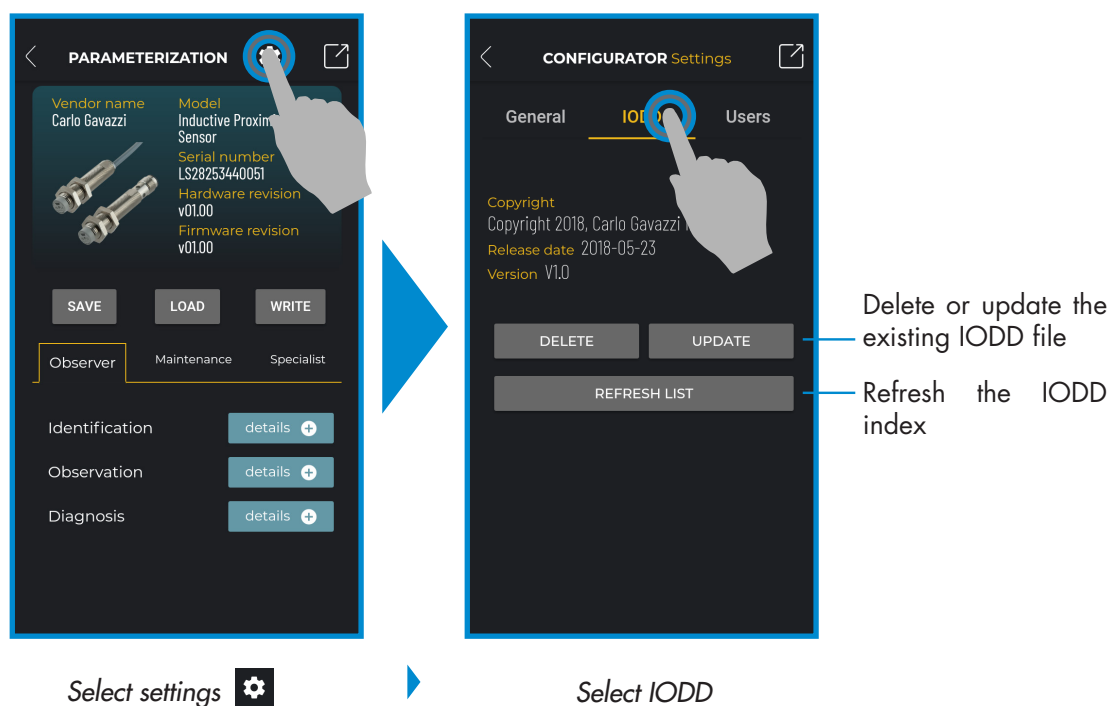 PARAMETERIZATION
Vendor name
Carlo Gavazzi
Model
Inductive
Sensor
Serial number
LS28253440051
Hardware revision
v01.00
Firmware revision
v01.00
SAVE
LOAD
WRITE
Observer
Maintenance
Specialist
Identification
details
Observation
details
Diagnosis
details
Select settings
CONFIGURATOR Settings
General
Users
Copyright
Copyright 2018, Carlo Gavazzi
Release date 2018-05-23
Version V1.0
DELETE
UPDATE
REFRESH LIST
Select IODD
Delete or update the
existing IODD file
Refresh the IODD
index